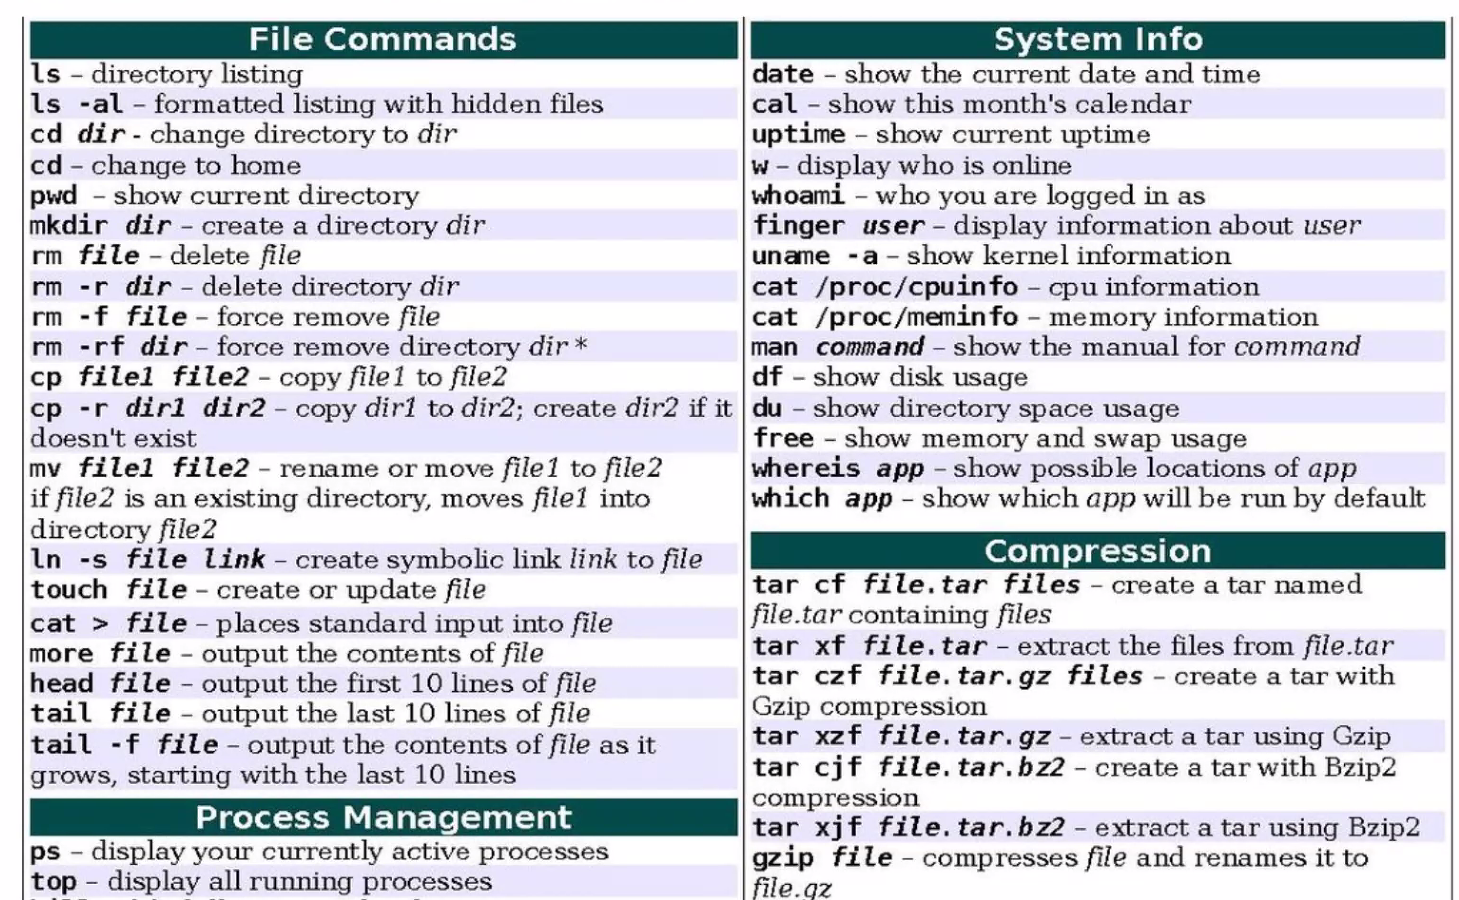 File Commands
ls – directory listing
ls -al – formatted listing with hidden files
cd dir - change directory to dir
cd – change to home
pwd – show current directory
mkdir dir – create a directory dir
rm file – delete file
rm -r dir – delete directory dir
rm -f file – force remove file
rm -rf dir – force remove directory dir *
cp file1 file2 – copy file1 to file2
cp -r dir1 dir2 – copy dir1 to dir2; create dir2 if it
doesn't exist
mv file1 file2 – rename or move file1 to file2
if file2 is an existing directory, moves file1 into
directory file2
ln -s file link – create symbolic link link to file
touch file – create or update file
cat > file – places standard input into file
more file – output the contents of file
head file – output the first 10 lines of file
tail file – output the last 10 lines of file
tail -f file – output the contents of file as it
grows, starting with the last 10 lines
Process Management
ps – display your currently active processes
top – display all running processes
System Info
date – show the current date and time
cal – show this month's calendar
uptime – show current uptime
w – display who is online
whoami – who you are logged in as
finger user – display information about user
uname -a – show kernel information
cat /proc/cpuinfo – cpu information
cat /proc/meminfo – memory information
man command – show the manual for command
df – show disk usage
du – show directory space usage
free – show memory and swap usage
whereis app – show possible locations of app
which app – show which app will be run by default
Compression
tar cf file.tar files – create a tar named
file.tar containing files
tar xf file.tar – extract the files from file.tar
tar czf file.tar.gz files – create a tar with
Gzip compression
tar xzf file.tar.gz – extract a tar using Gzip
tar cjf file.tar.bz2 – create a tar with Bzip2
compression
tar xjf file.tar.bz2 – extract a tar using Bzip2
gzip file – compresses file and renames it to
file.gz